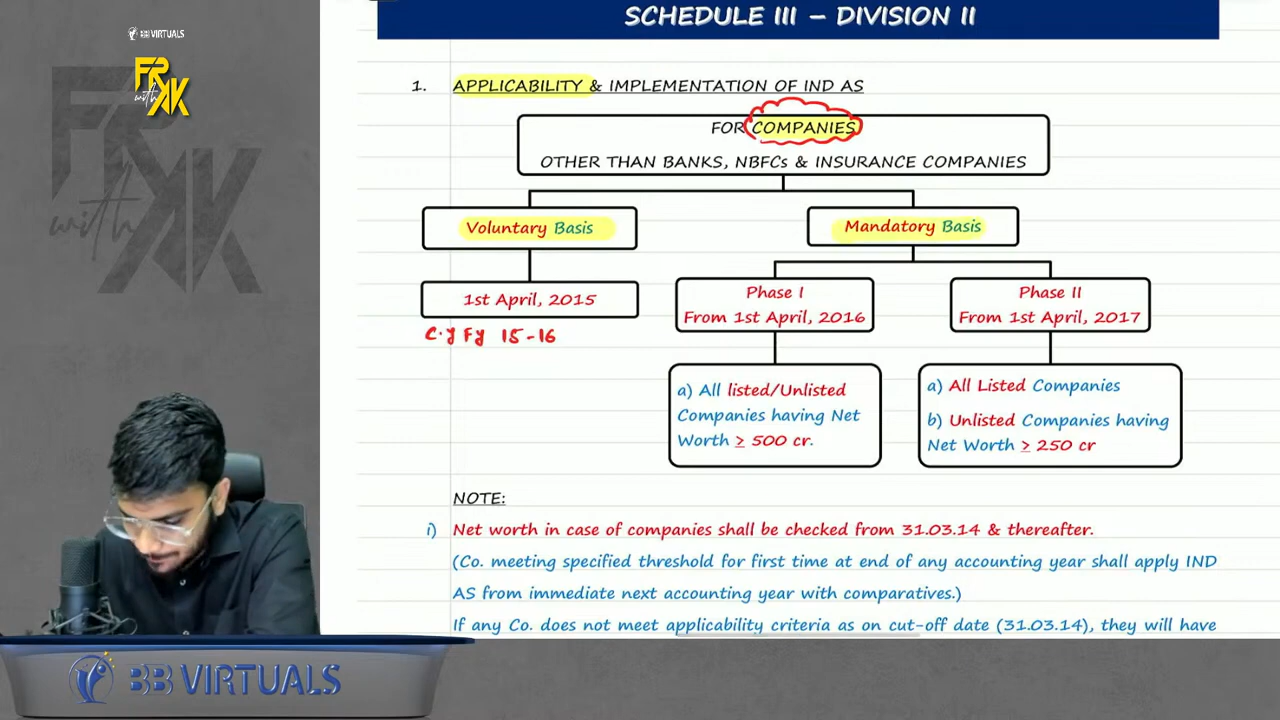 BB VIRTUALS
FR
with
AK
FR
with
AK
SCHEDULE III – DIVISION II
1. APPLICABILITY & IMPLEMENTATION OF IND AS
FOR COMPANIES
OTHER THAN BANKS, NBFCs & INSURANCE COMPANIES
Voluntary Basis
Mandatory Basis
1st April, 2015
C.Y FY 15-16
Phase I
From 1st April, 2016
Phase II
From 1st April, 2017
a) All listed/Unlisted
Companies having Net
Worth ≥ 500 cr.
a) All Listed Companies
b) Unlisted Companies having
Net Worth ≥ 250 cr
NOTE:
i) Net worth in case of companies shall be checked from 31.03.14 & thereafter.
(Co. meeting specified threshold for first time at end of any accounting year shall apply IND
AS from immediate next accounting year with comparatives.)
If any Co. does not meet applicability criteria as on cut-off date (31.03.14), they will have
BB VIRTUALS